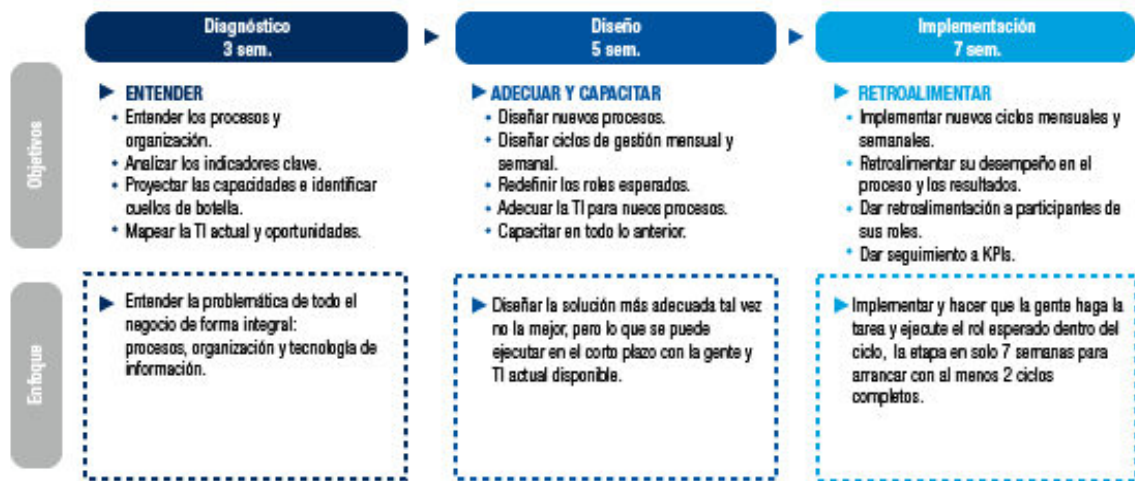 Diagnóstico
3 sem.
Diseño
5 sem.
Implementación
7 sem.
Objetivos
ENTENDER
• Entender los procesos y
organización.
• Analizar los indicadores clave.
• Proyectar las capacidades e identificar
cuellos de botella.
• Mapear la TI actual y oportunidades.
ADECUAR Y CAPACITAR
• Diseñar nuevos procesos.
• Diseñar ciclos de gestión mensual y
semanal.
• Redefinir los roles esperados.
• Adecuar la TI para nueos procesos.
• Capacitar en todo lo anterior.
RETROALIMENTAR
• Implementar nuevos ciclos mensuales y
semanales.
• Retroalimentar su desempeño en el
proceso y los resultados.
• Dar retroalimentación a participantes de
sus roles.
• Dar seguimiento a KPIs.
Enfoque
Entender la problemática de todo el
negocio de forma integral:
procesos, organización y tecnología de
información.
Diseñar la solución más adecuada tal vez
no la mejor, pero lo que se puede
ejecutar en el corto plazo con la gente y
TI actual disponible.
Implementar y hacer que la gente haga la
tarea y ejecute el rol esperado dentro del
ciclo, la etapa en solo 7 semanas para
arrancar con al menos 2 ciclos
completos.